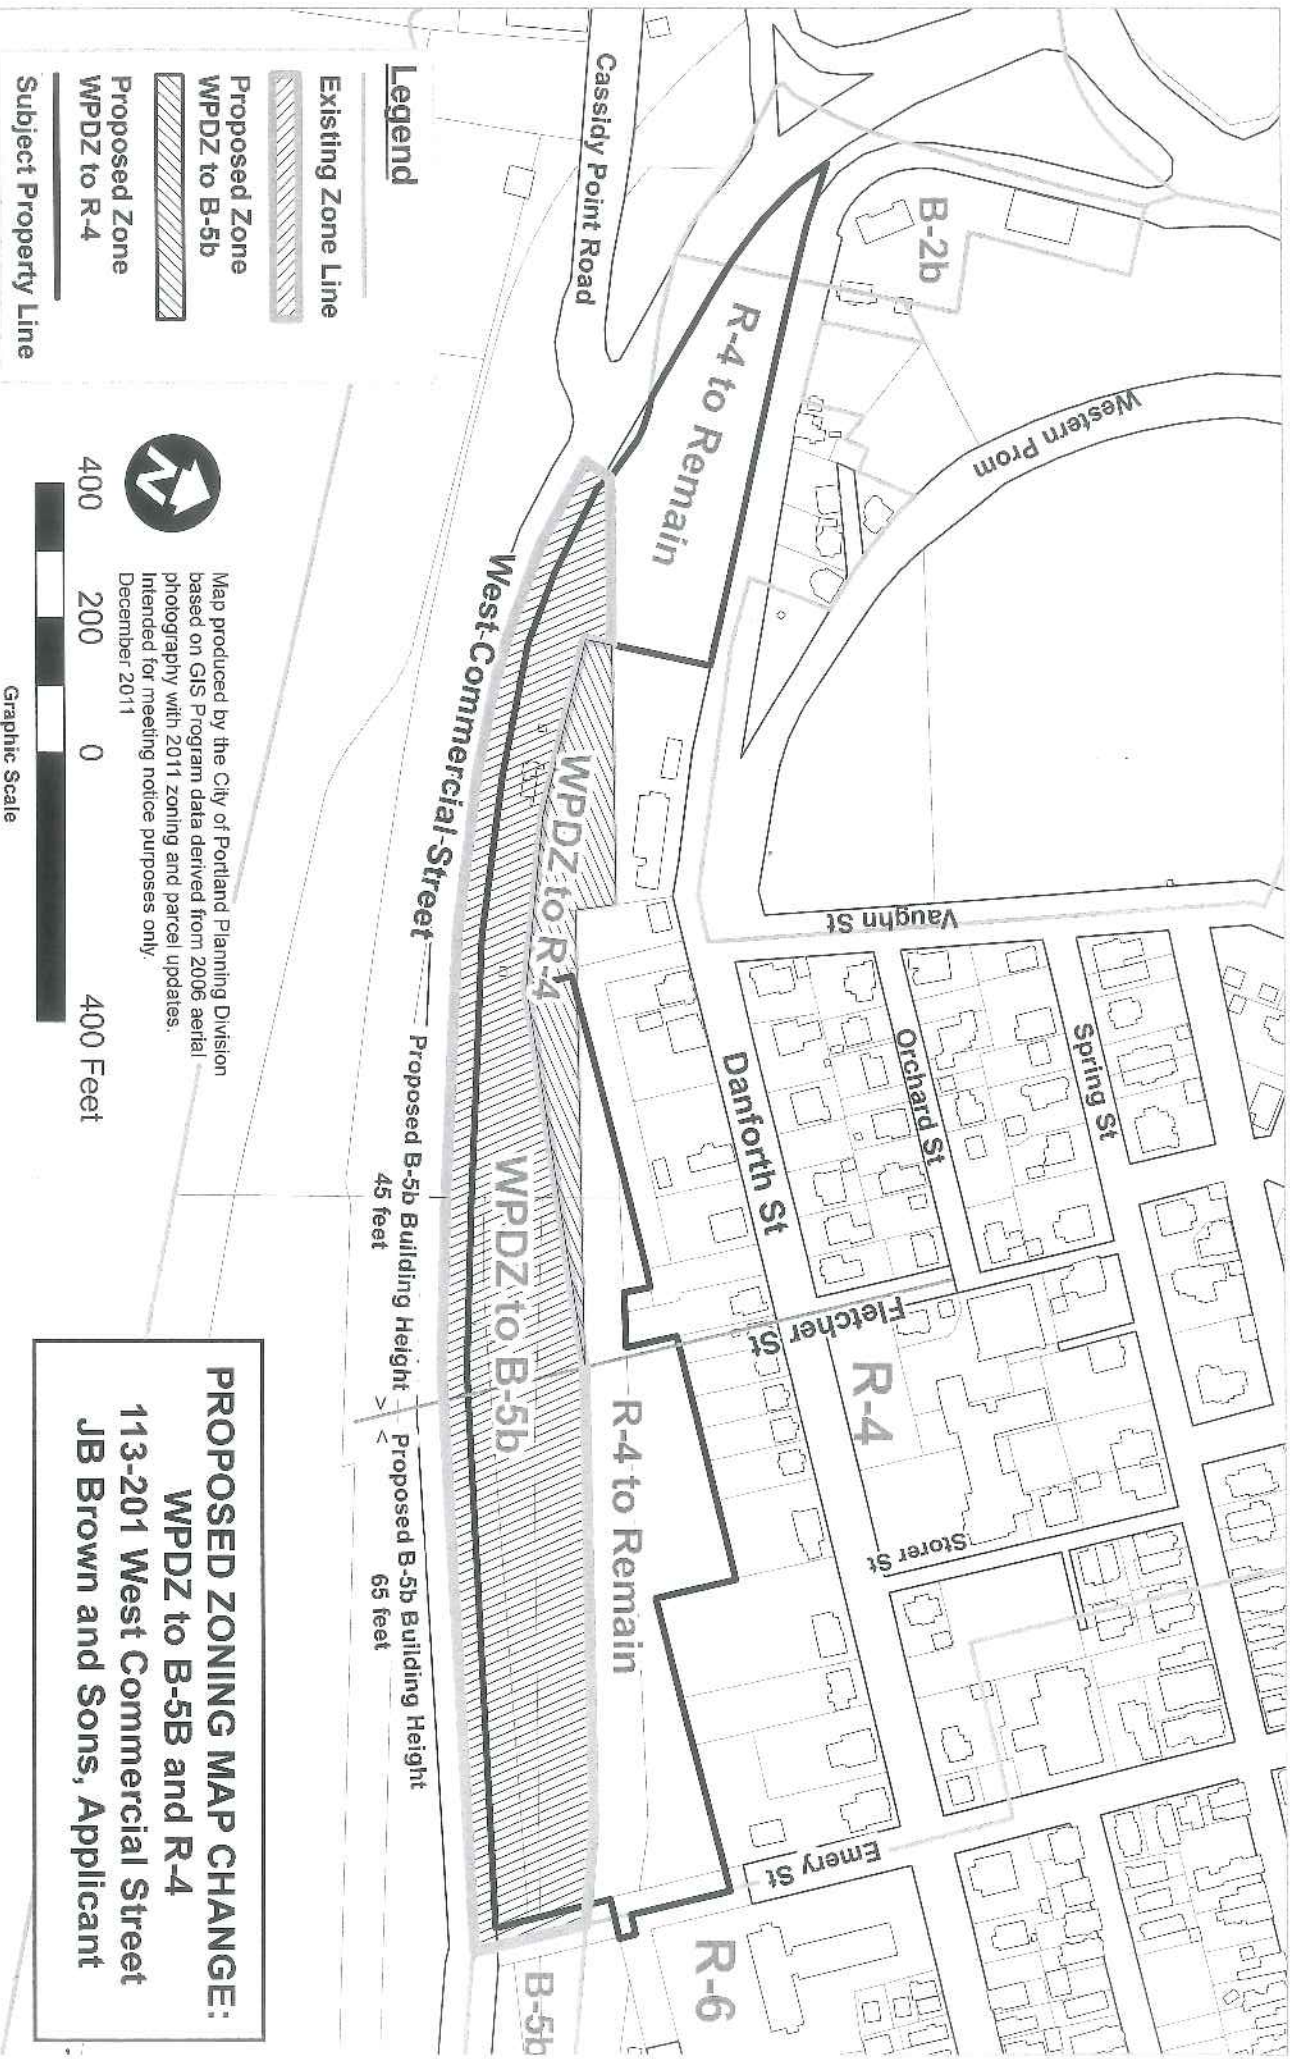 Western Prom
Vaughn St
Spring St
Orchard St
Danforth St
Fletcher St
Storer St
Emery St
B-2b
R-4
R-6
R-4 to Remain
R-4 to Remain
WPDZ to R-4
WPDZ to B-5b
B-5b
Cassidy Point Road
West Commercial Street
Proposed B-5b Building Height
45 feet
> <
Proposed B-5b Building Height
65 feet
Legend
Existing Zone Line
Proposed Zone
WPDZ to B-5b
Proposed Zone
WPDZ to R-4
Subject Property Line
N
Map produced by the City of Portland Planning Division
based on GIS Program data derived from 2006 aerial
photography with 2011 zoning and parcel updates.
Intended for meeting notice purposes only.
December 2011
400 200 0 400 Feet
Graphic Scale
PROPOSED ZONING MAP CHANGE:
WPDZ to B-5B and R-4
113-201 West Commercial Street
JB Brown and Sons, Applicant